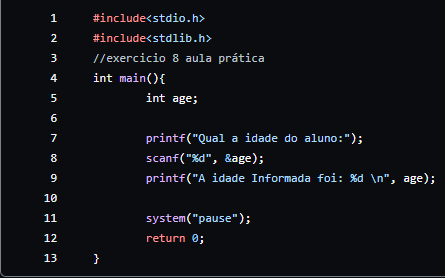 1 #include<stdio.h>
2 #include<stdlib.h>
3 //exercicio 8 aula prática
4 int main(){
5 int age;
6
7 printf("Qual a idade do aluno:");
8 scanf("%d", &age);
9 printf("A idade Informada foi: %d \n", age);
10
11 system("pause");
12 return 0;
13 }